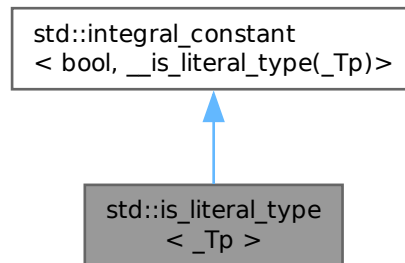 std::integral_constant
< bool, __is_literal_type(_Tp)>
std::is_literal_type
< _Tp >